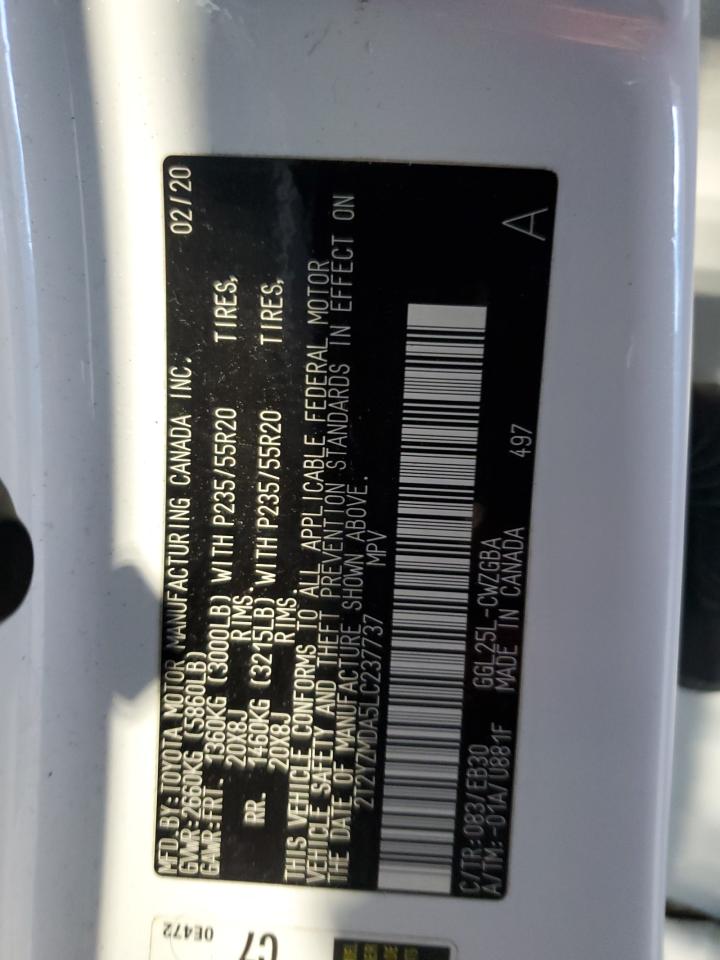 MFD.BY:TOYOTA MOTOR MANUFACTURING CANADA INC. 02/20
GVWR:2660KG (5860LB)
GAWR:FRT. 1360KG (3000LB) WITH P235/55R20 TIRES,
20X8J RIMS.
RR. 1460KG (3215LB) WITH P235/55R20 TIRES,
20X8J RIMS.
THIS VEHICLE CONFORMS TO ALL APPLICABLE FEDERAL MOTOR
VEHICLE SAFETY AND THEFT PREVENTION STANDARDS IN EFFECT ON
THE DATE OF MANUFACTURE SHOWN ABOVE.
2T2YZMDA5LC237737 MPV
C/TR:083/EB30 GGL25L-CWZGBA
A/TM:-01A/U881F MADE IN CANADA 497 A
C7
0E472